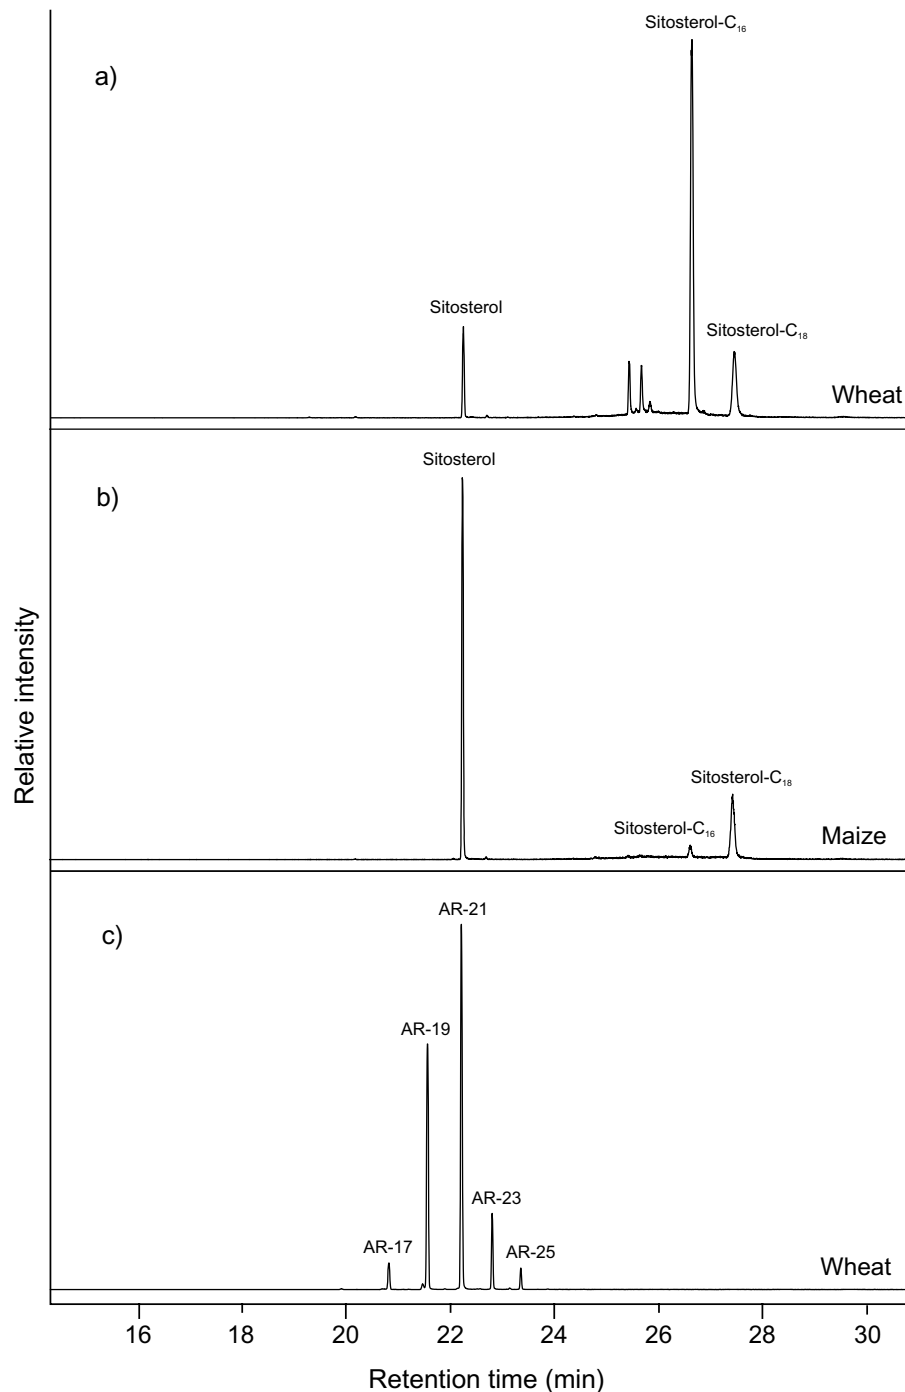 Sitosterol-C₁₆
a)
Sitosterol
Sitosterol-C₁₈
Wheat
Sitosterol
b)
Sitosterol-C₁₈
Sitosterol-C₁₆
Maize
AR-21
c)
AR-19
AR-23
AR-17
AR-25
Wheat
Relative intensity
16 18 20 22 24 26 28 30
Retention time (min)